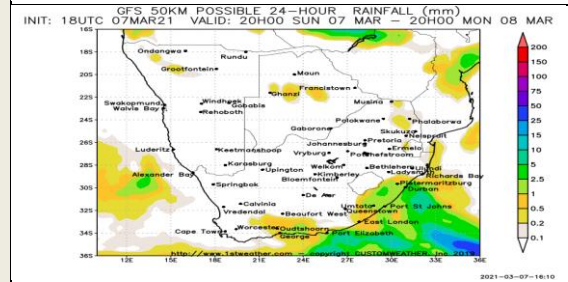 GFS 50KM POSSIBLE 24-HOUR RAINFALL (mm)
INIT: 18UTC 07MAR21 VALID: 20H00 SUN 07 MAR - 20H00 MON 08 MAR
16S
Ondangwa
Rundu
18S
Grootfontein
Maun
20S
Ghanzi
Francistown
22S
Swakopmund
Walvis Bay
Windhoek
Gobabis
Rehoboth
Musina
Polokwane
Phalaborwa
24S
Gaborone
Skukuza
Nelspruit
Pretoria
Johannesburg
26S
Luderitz
Keetmanshoop
Vryburg
Potchefstroom
Ermelo
Karasburg
Upington
Welkom
Bethlehem
Ulundi
Ladysmith
28S
Alexander Bay
Kimberley
Bloemfontein
Richards Bay
Pietermaritzburg
Durban
30S
Springbok
De Aar
Calvinia
Umtata
Port St Johns
32S
Vredendal
Beaufort West
Queenstown
East London
34S
Cape Town
Worcester
Oudtshoorn
George
Port Elizabeth
36S
12E 15E 18E 21E 24E 27E 30E 33E 36E
200
150
100
75
50
25
15
10
5
2.5
1
0.5
0.2
0.1
http://www.1stweather.com - copyright CUSTOMWEATHER, Inc
2021-03-07-16:10